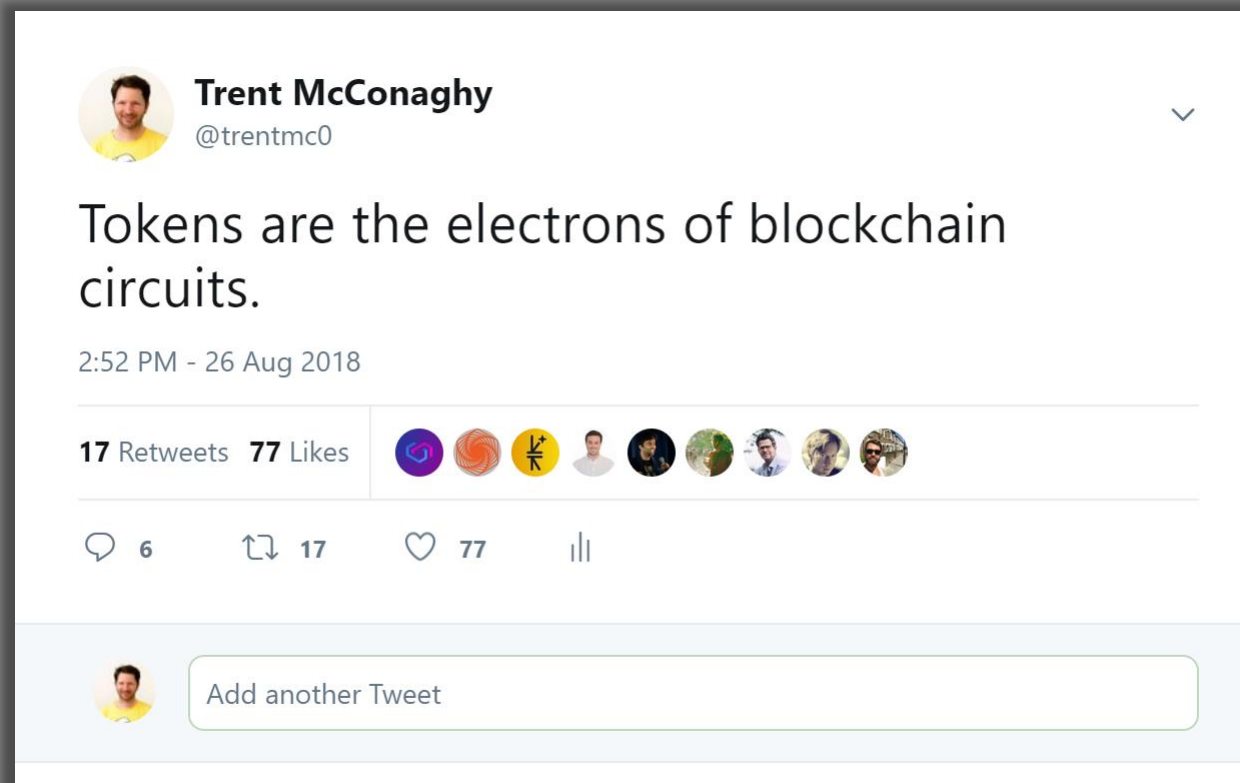 Trent McConaghy
@trentmc0
Tokens are the electrons of blockchain
circuits.
2:52 PM - 26 Aug 2018
17 Retweets 77 Likes
6 17 77
Add another Tweet